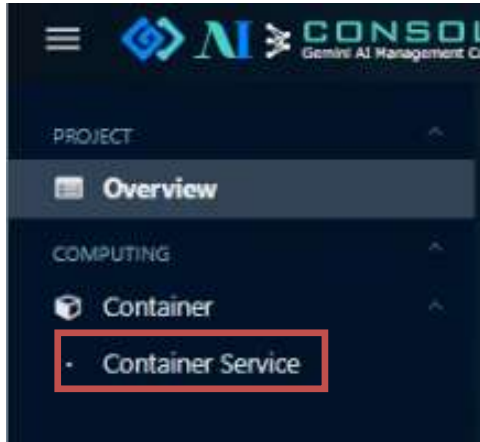 AI CONSOL
Gemini AI Management C
PROJECT
Overview
COMPUTING
Container
Container Service